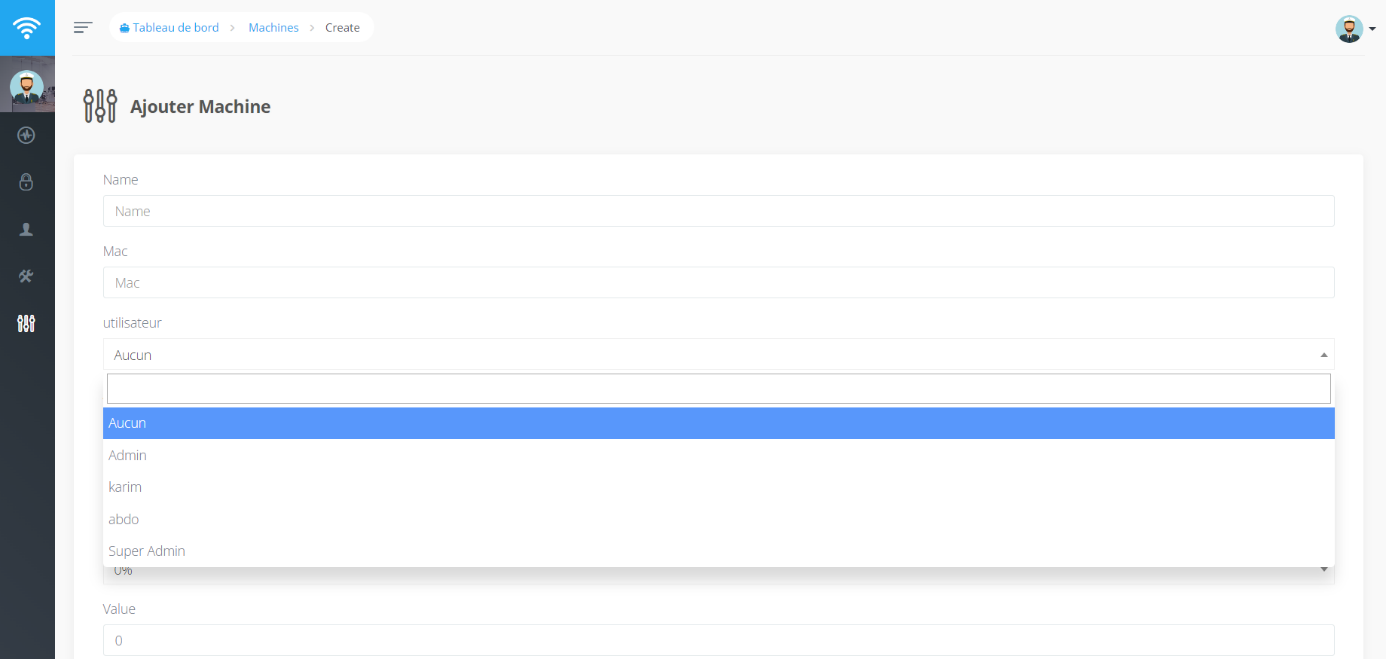 Tableau de bord > Machines > Create
Ajouter Machine
Name
Name
Mac
Mac
utilisateur
Aucun
Aucun
Admin
karim
abdo
Super Admin
0%
Value
0